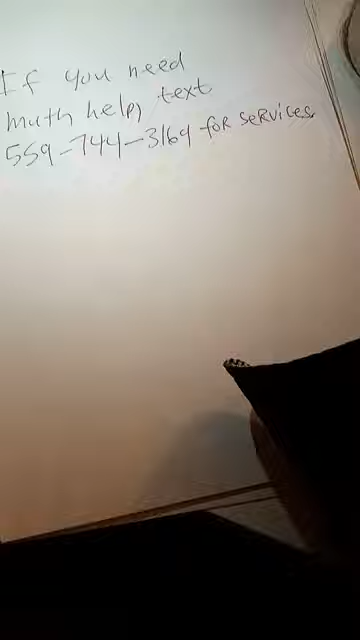 If you need
math help, text
559-744-3169 for services.